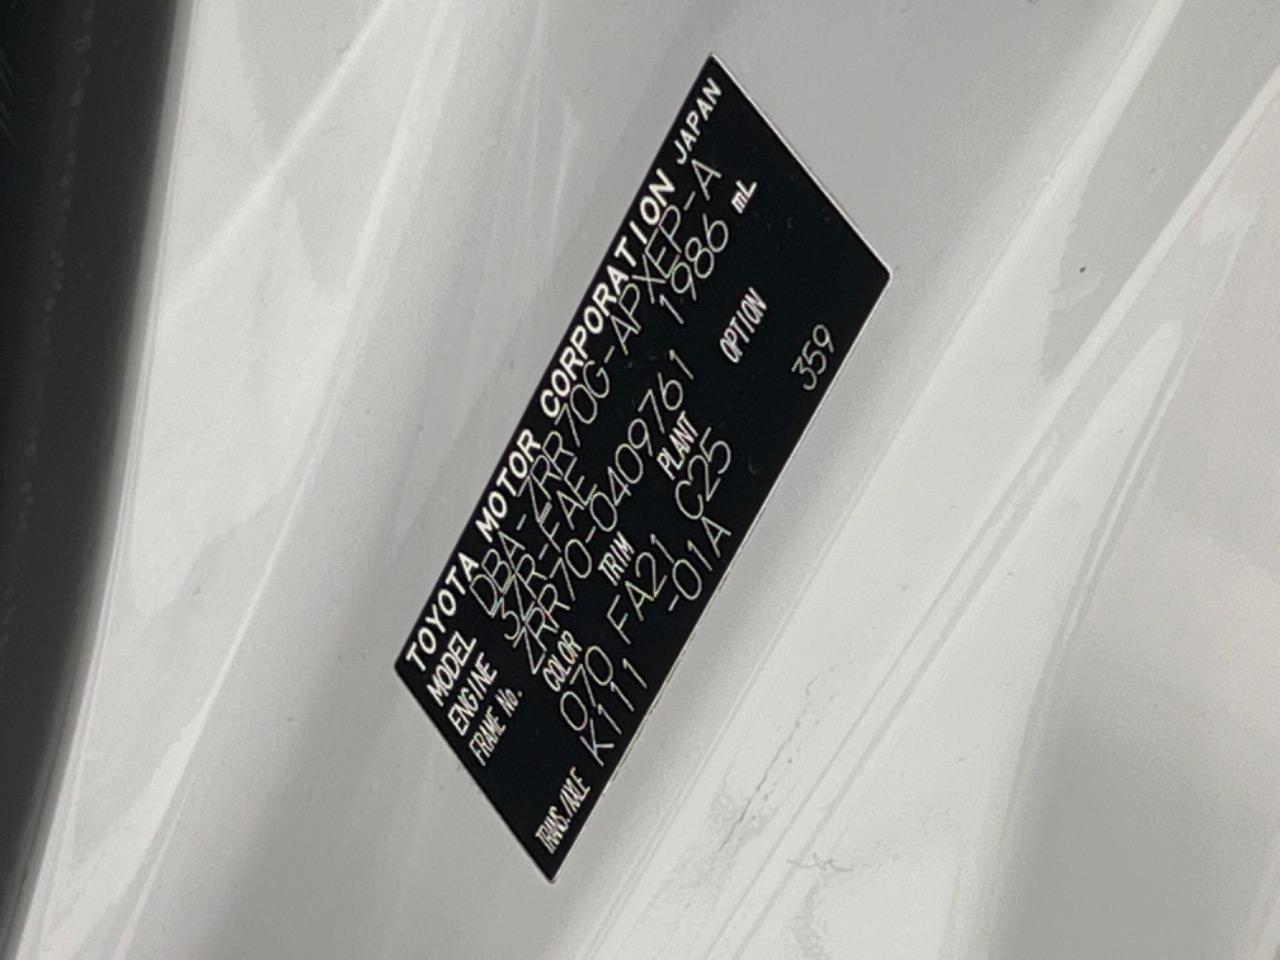 TOYOTA MOTOR CORPORATION JAPAN
MODEL DBA-ZRR70G-APXEP-A
ENGINE 3ZR-FAE 1986 mL
FRAME No. ZRR70-0409761
COLOR TRIM PLANT OPTION
070 FA21 C25 359
TRANS./AXLE K111 -01A